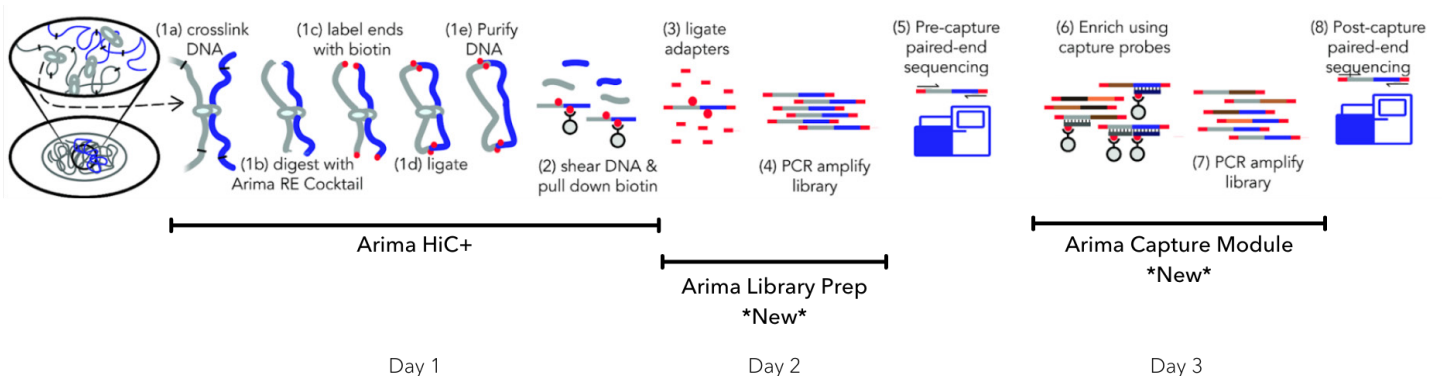 (1a) crosslink
DNA
(1c) label ends
with biotin
(1e) Purify
DNA
(1b) digest with
Arima RE Cocktail
(1d) ligate
(2) shear DNA &
pull down biotin
(3) ligate
adapters
(4) PCR amplify
library
(5) Pre-capture
paired-end
sequencing
(6) Enrich using
capture probes
(7) PCR amplify
library
(8) Post-capture
paired-end
sequencing
Arima HiC+
Arima Library Prep
*New*
Arima Capture Module
*New*
Day 1
Day 2
Day 3